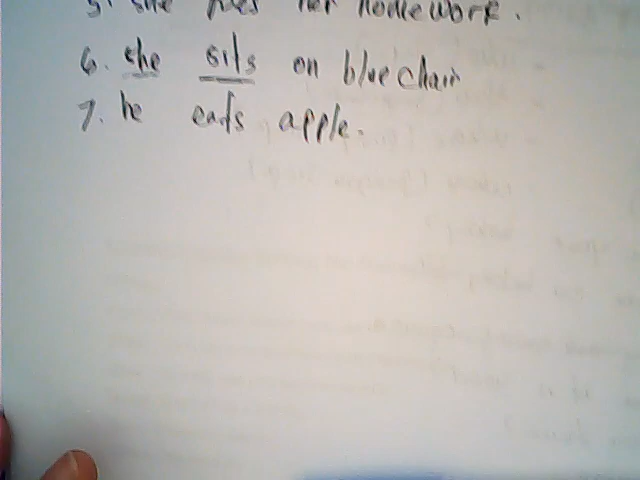 5. she her homework.
6. she sits on blue chair
7. he eats apple.